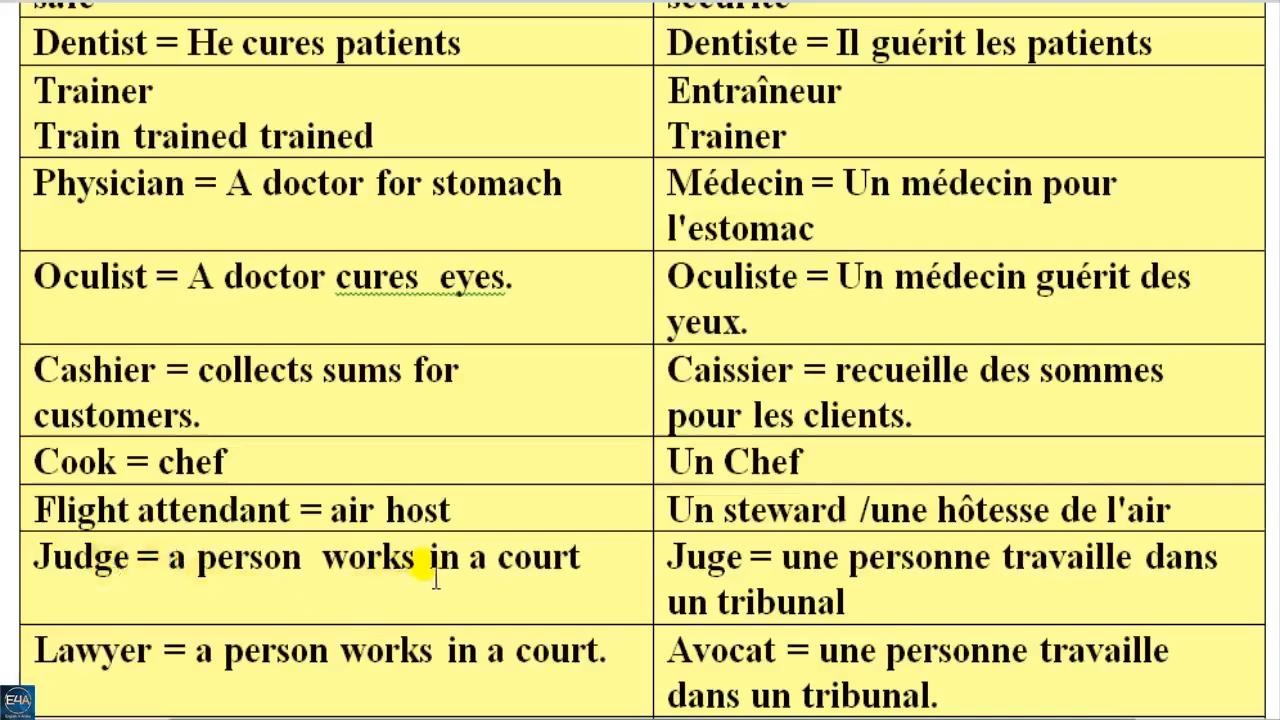 safe
sécurité
Dentist = He cures patients
Dentiste = Il guérit les patients
Trainer
Train trained trained
Entraîneur
Trainer
Physician = A doctor for stomach
Médecin = Un médecin pour
l'estomac
Oculist = A doctor cures  eyes.
Oculiste = Un médecin guérit des
yeux.
Cashier = collects sums for
customers.
Caissier = recueille des sommes
pour les clients.
Cook = chef
Un Chef
Flight attendant = air host
Un steward /une hôtesse de l'air
Judge = a person  works in a court
Juge = une personne travaille dans
un tribunal
Lawyer = a person works in a court.
Avocat = une personne travaille
dans un tribunal.
E4A